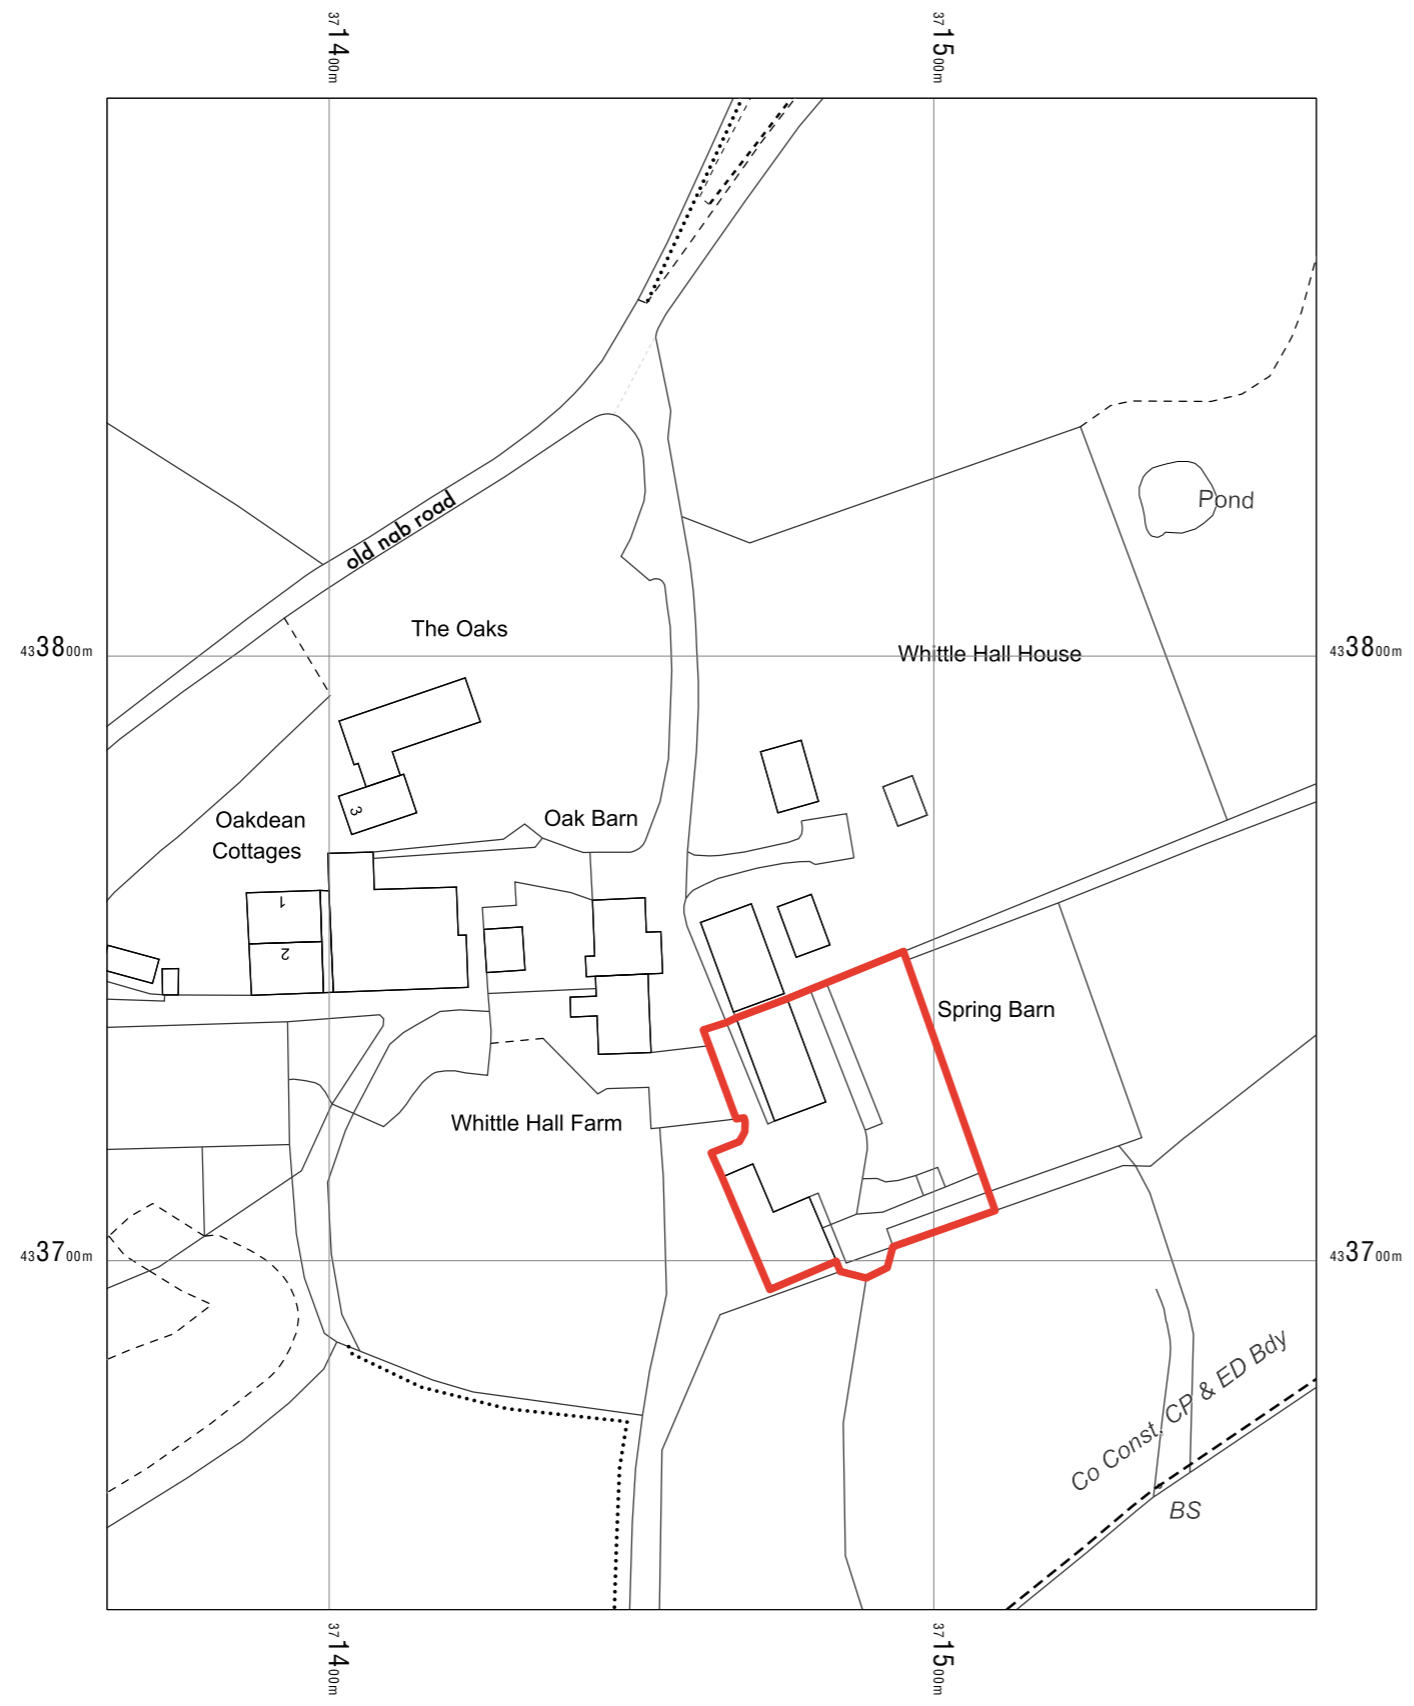 371400m
371500m
old nab road
Pond
The Oaks
433800m
Whittle Hall House
433800m
Oakdean
Cottages
Oak Barn
3
1
2
Spring Barn
Whittle Hall Farm
433700m
433700m
Co Const, CP & ED Bdy
BS
371400m
371500m